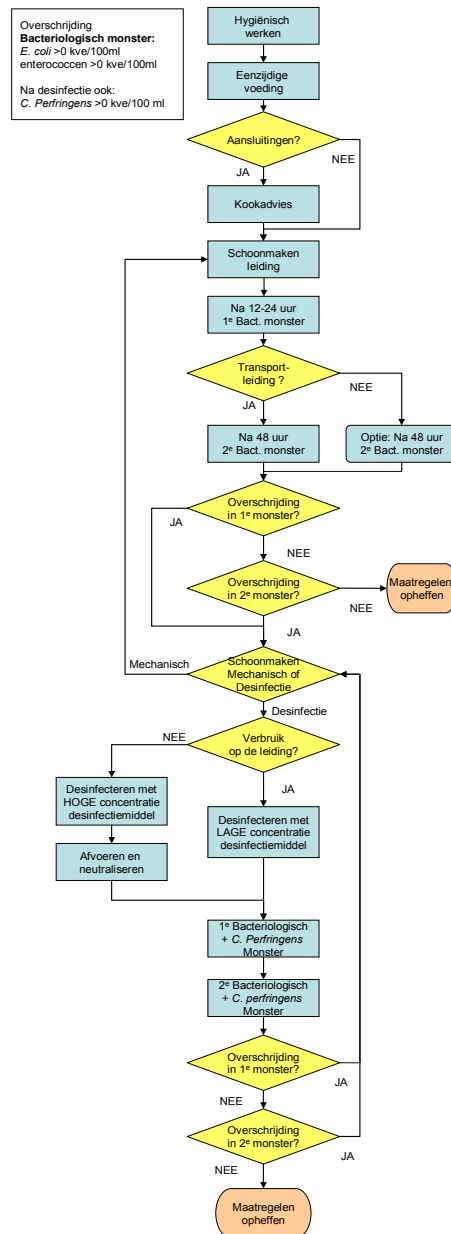 Overschrijding
Bacteriologisch monster:
E. coli >0 kve/100ml
enterococcen >0 kve/100ml
Na desinfectie ook:
C. Perfringens >0 kve/100 ml
Hygiënisch
werken
Eenzijdige
voeding
Aansluitingen?
JA
NEE
Kookadvies
Schoonmaken
leiding
Na 12-24 uur
1e Bact. monster
Transport-
leiding ?
JA
NEE
Na 48 uur
2e Bact. monster
Optie: Na 48 uur
2e Bact. monster
Overschrijding
in 1e monster?
JA
NEE
Overschrijding
in 2e monster?
NEE
JA
Maatregelen
opheffen
Schoonmaken
Mechanisch of
Desinfectie?
Mechanisch
Desinfectie
Verbruik
op de leiding?
NEE
JA
Desinfecteren met
HOGE concentratie
desinfectiemiddel
Desinfecteren met
LAGE concentratie
desinfectiemiddel
Afvoeren en
neutraliseren
1e Bacteriologisch
+ C. Perfringens
Monster
2e Bacteriologisch
+ C. perfringens
Monster
Overschrijding
in 1e monster?
JA
NEE
Overschrijding
in 2e monster?
JA
NEE
Maatregelen
opheffen